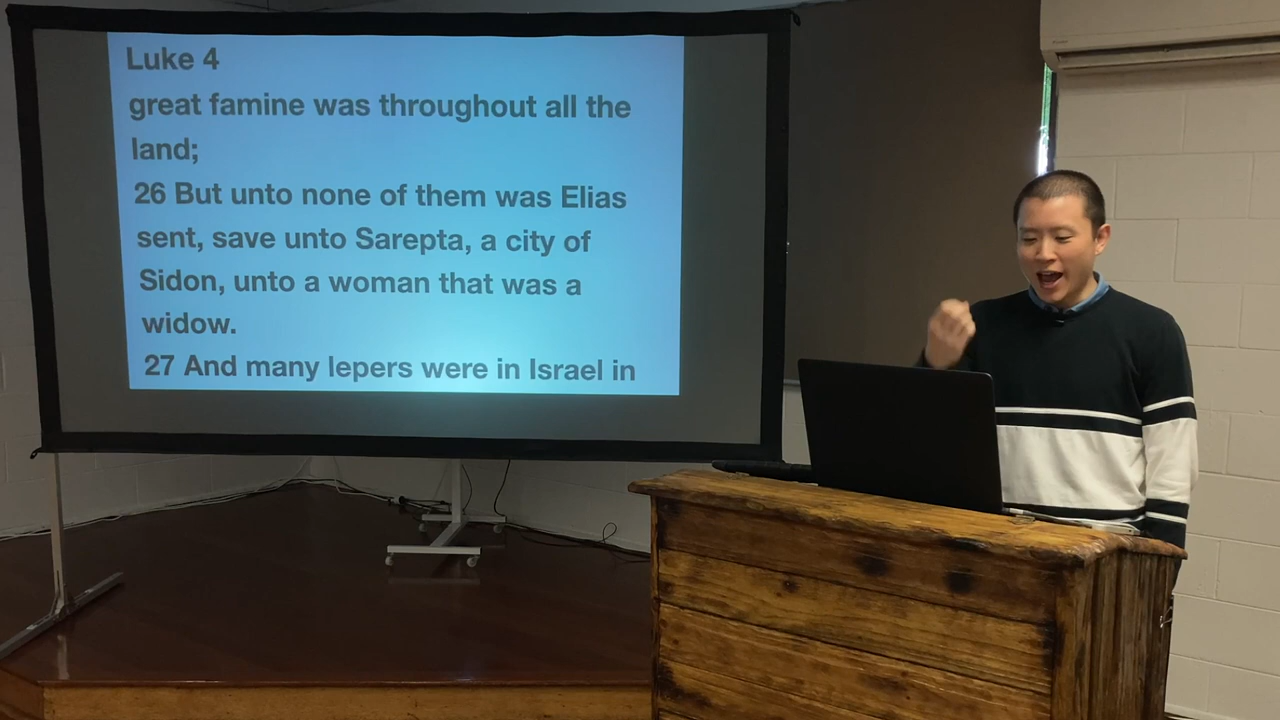 Luke 4
great famine was throughout all the
land;
26 But unto none of them was Elias
sent, save unto Sarepta, a city of
Sidon, unto a woman that was a
widow.
27 And many lepers were in Israel in